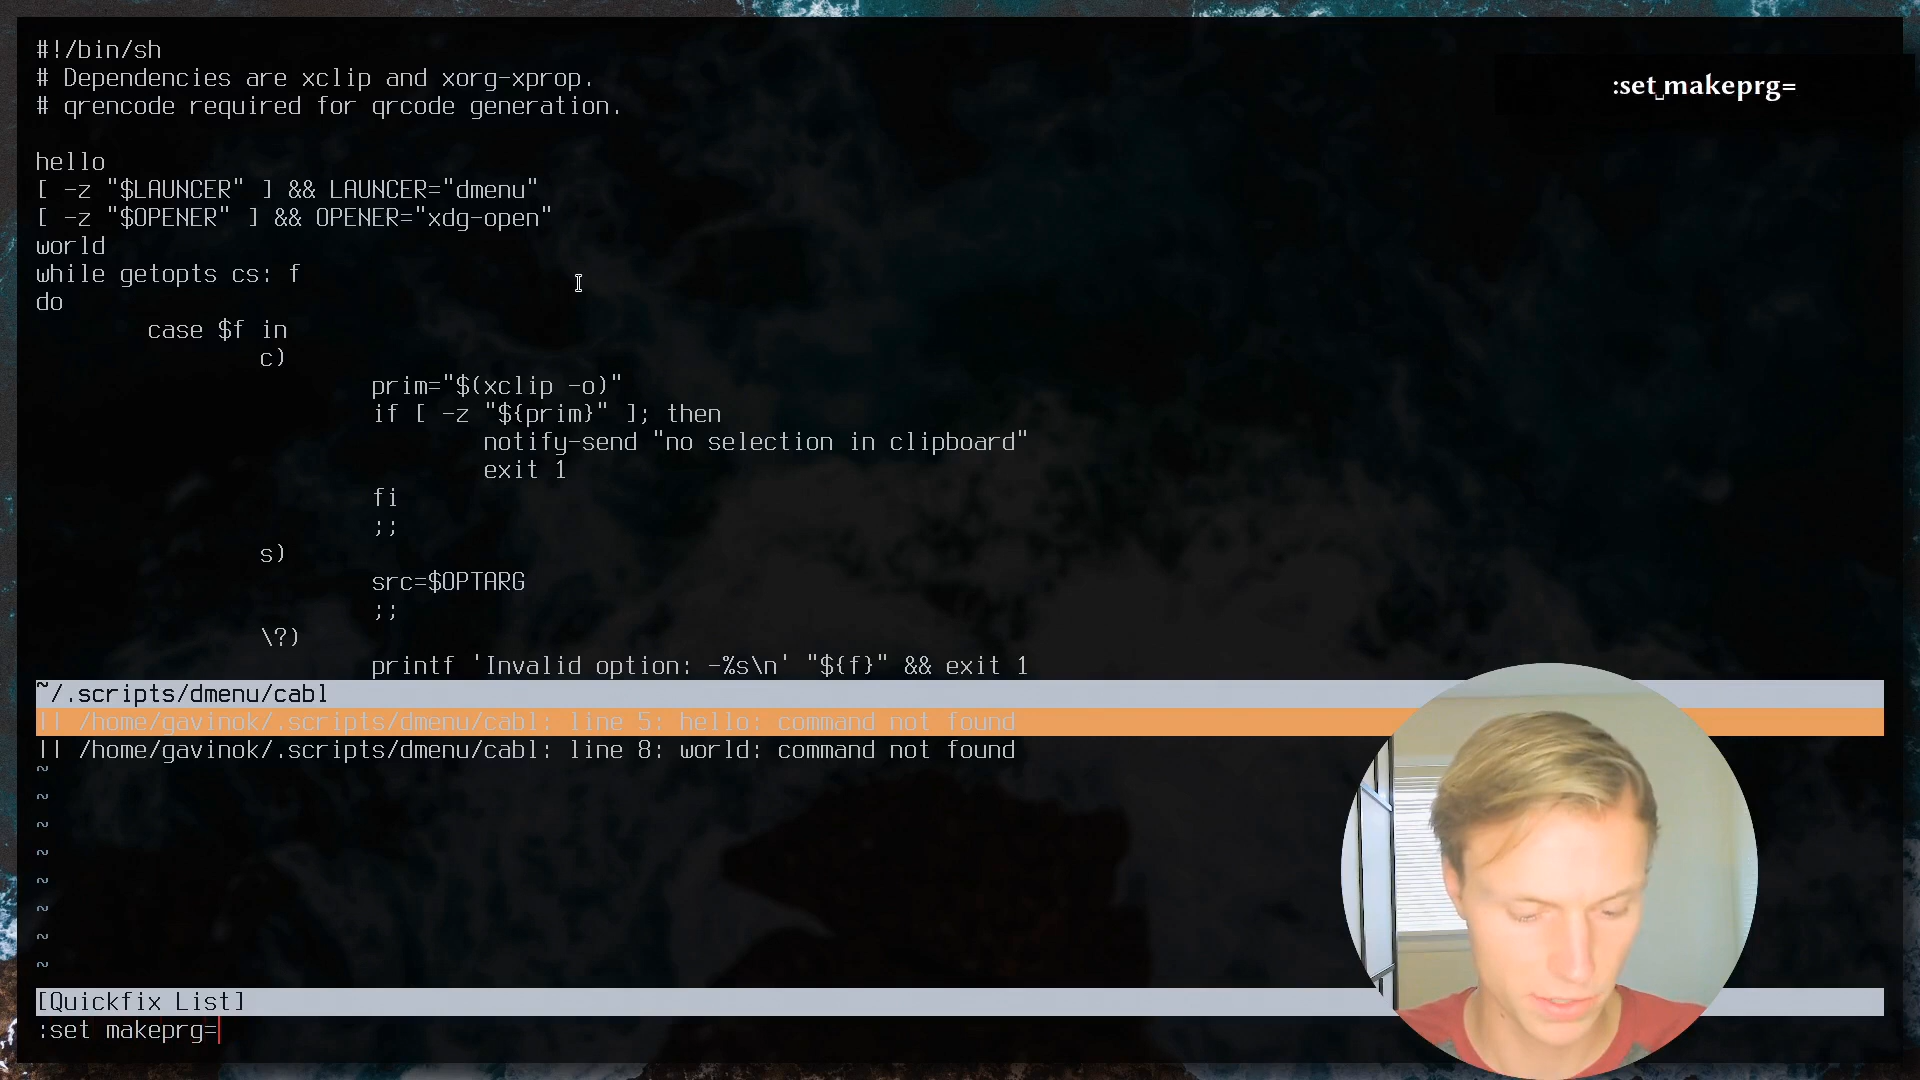 #!/bin/sh
# Dependencies are xclip and xorg-xprop.
# qrencode required for qrcode generation.
:set␣makeprg=
hello
[ -z "$LAUNCER" ] && LAUNCER="dmenu"
[ -z "$OPENER" ] && OPENER="xdg-open"
world
while getopts cs: f
do
case $f in
c)
prim="$(xclip -o)"
if [ -z "${prim}" ]; then
notify-send "no selection in clipboard"
exit 1
fi
;;
s)
src=$OPTARG
;;
\?)
printf 'Invalid option: -%s\n' "${f}" && exit 1
~/.scripts/dmenu/cabl
|| /home/gavinok/.scripts/dmenu/cabl: line 5: hello: command not found
|| /home/gavinok/.scripts/dmenu/cabl: line 8: world: command not found
~
~
~
~
~
~
~
~
[Quickfix List]
:set makeprg=